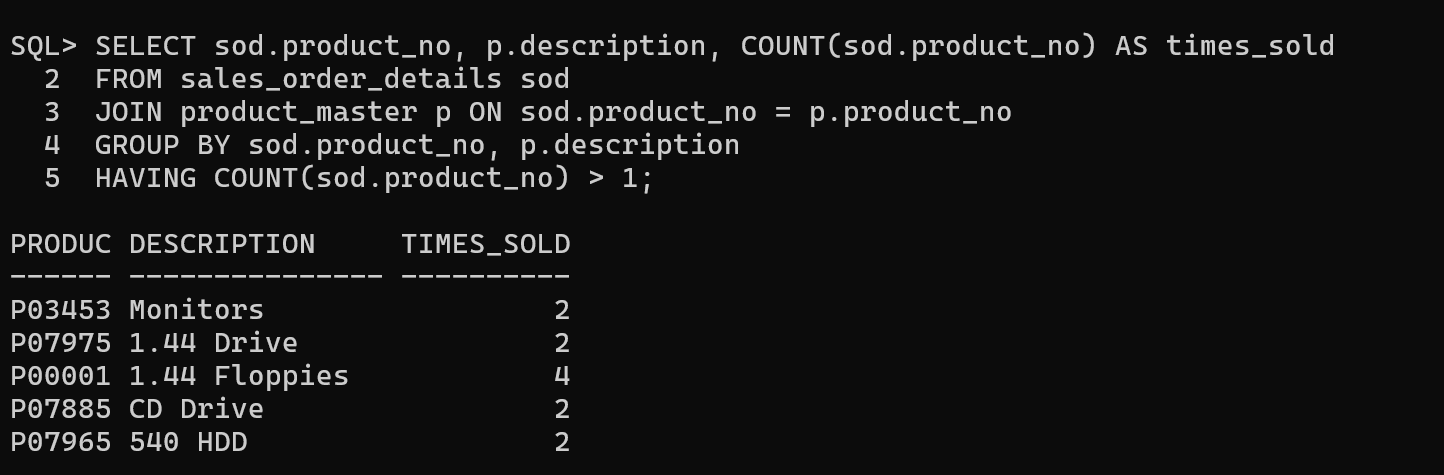 SQL> SELECT sod.product_no, p.description, COUNT(sod.product_no) AS times_sold
  2  FROM sales_order_details sod
  3  JOIN product_master p ON sod.product_no = p.product_no
  4  GROUP BY sod.product_no, p.description
  5  HAVING COUNT(sod.product_no) > 1;

PRODUC DESCRIPTION     TIMES_SOLD
------ --------------- ----------
P03453 Monitors                 2
P07975 1.44 Drive               2
P00001 1.44 Floppies            4
P07885 CD Drive                 2
P07965 540 HDD                  2